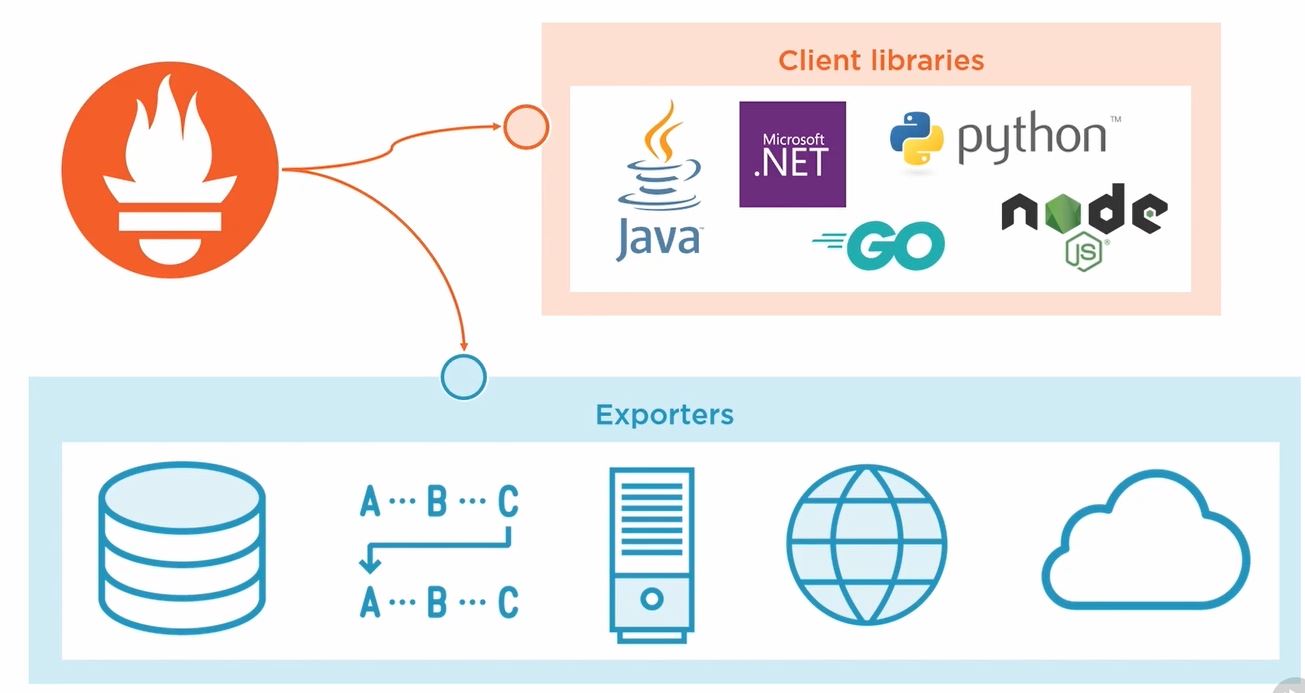 Client libraries
Java™
Microsoft
.NET
python™
GO
node
JS®
Exporters
A ··· B ··· C
A ··· B ··· C